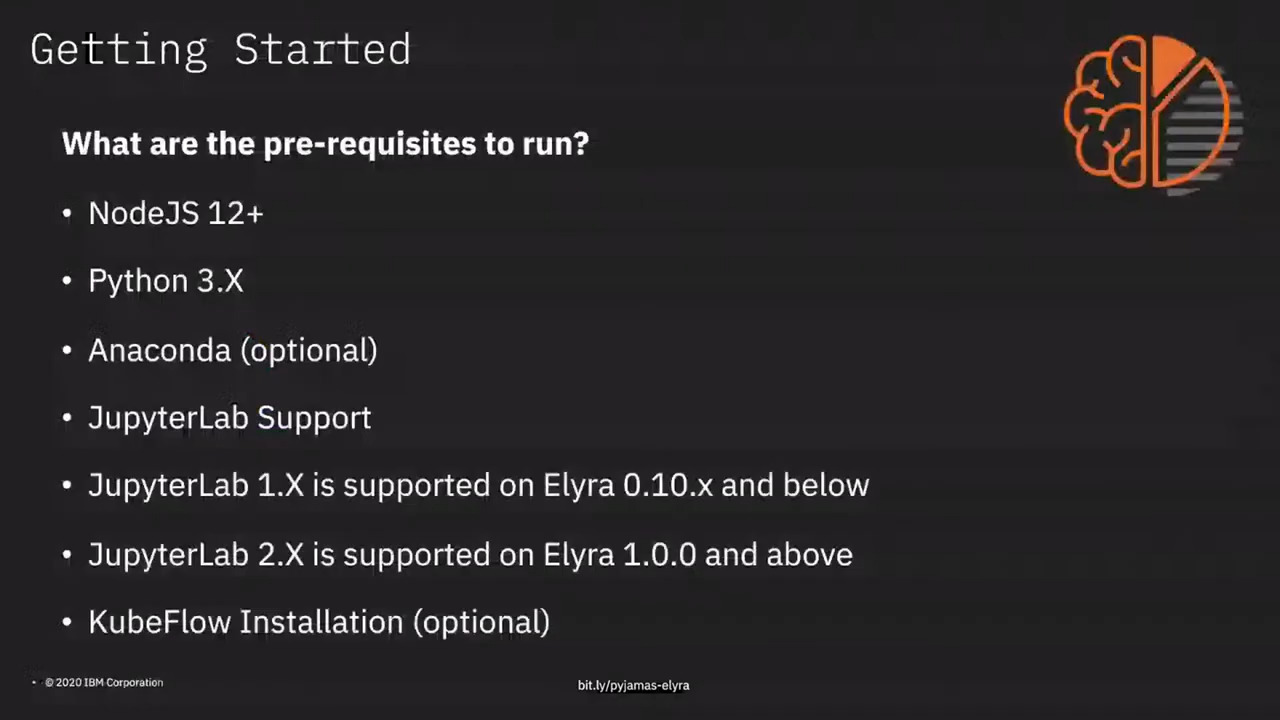 Getting Started
What are the pre-requisites to run?
• NodeJS 12+
• Python 3.X
• Anaconda (optional)
• JupyterLab Support
• JupyterLab 1.X is supported on Elyra 0.10.x and below
• JupyterLab 2.X is supported on Elyra 1.0.0 and above
• KubeFlow Installation (optional)
• © 2020 IBM Corporation
bit.ly/pyjamas-elyra